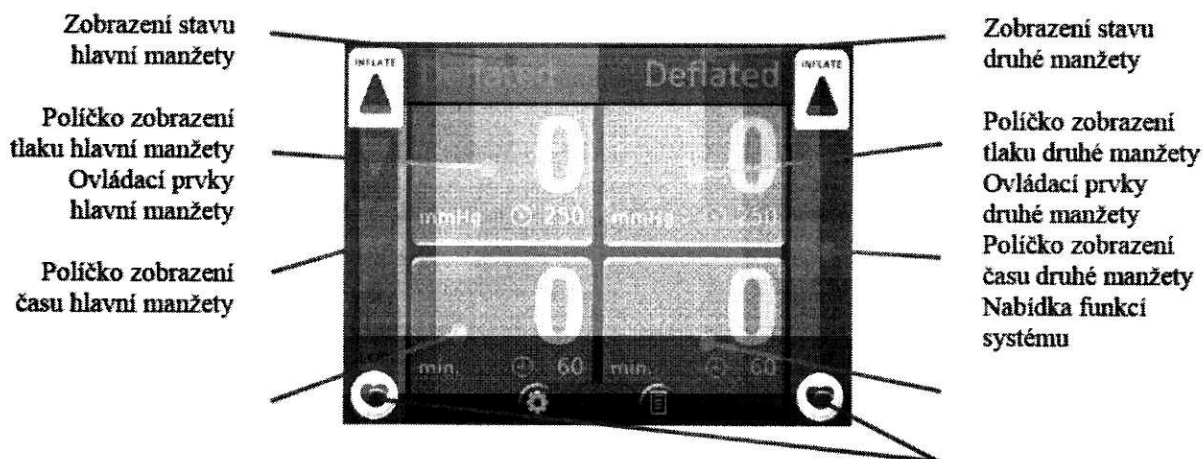 Zobrazení stavu
hlavní manžety
Políčko zobrazení
tlaku hlavní manžety
Ovládací prvky
hlavní manžety
Políčko zobrazení
času hlavní manžety
INFLATE
Deflated
Deflated
INFLATE
0
0
mmHg
250
mmHg
250
0
0
min.
60
min.
60
Zobrazení stavu
druhé manžety
Políčko zobrazení
tlaku druhé manžety
Ovládací prvky
druhé manžety
Políčko zobrazení
času druhé manžety
Nabídka funkcí
systému